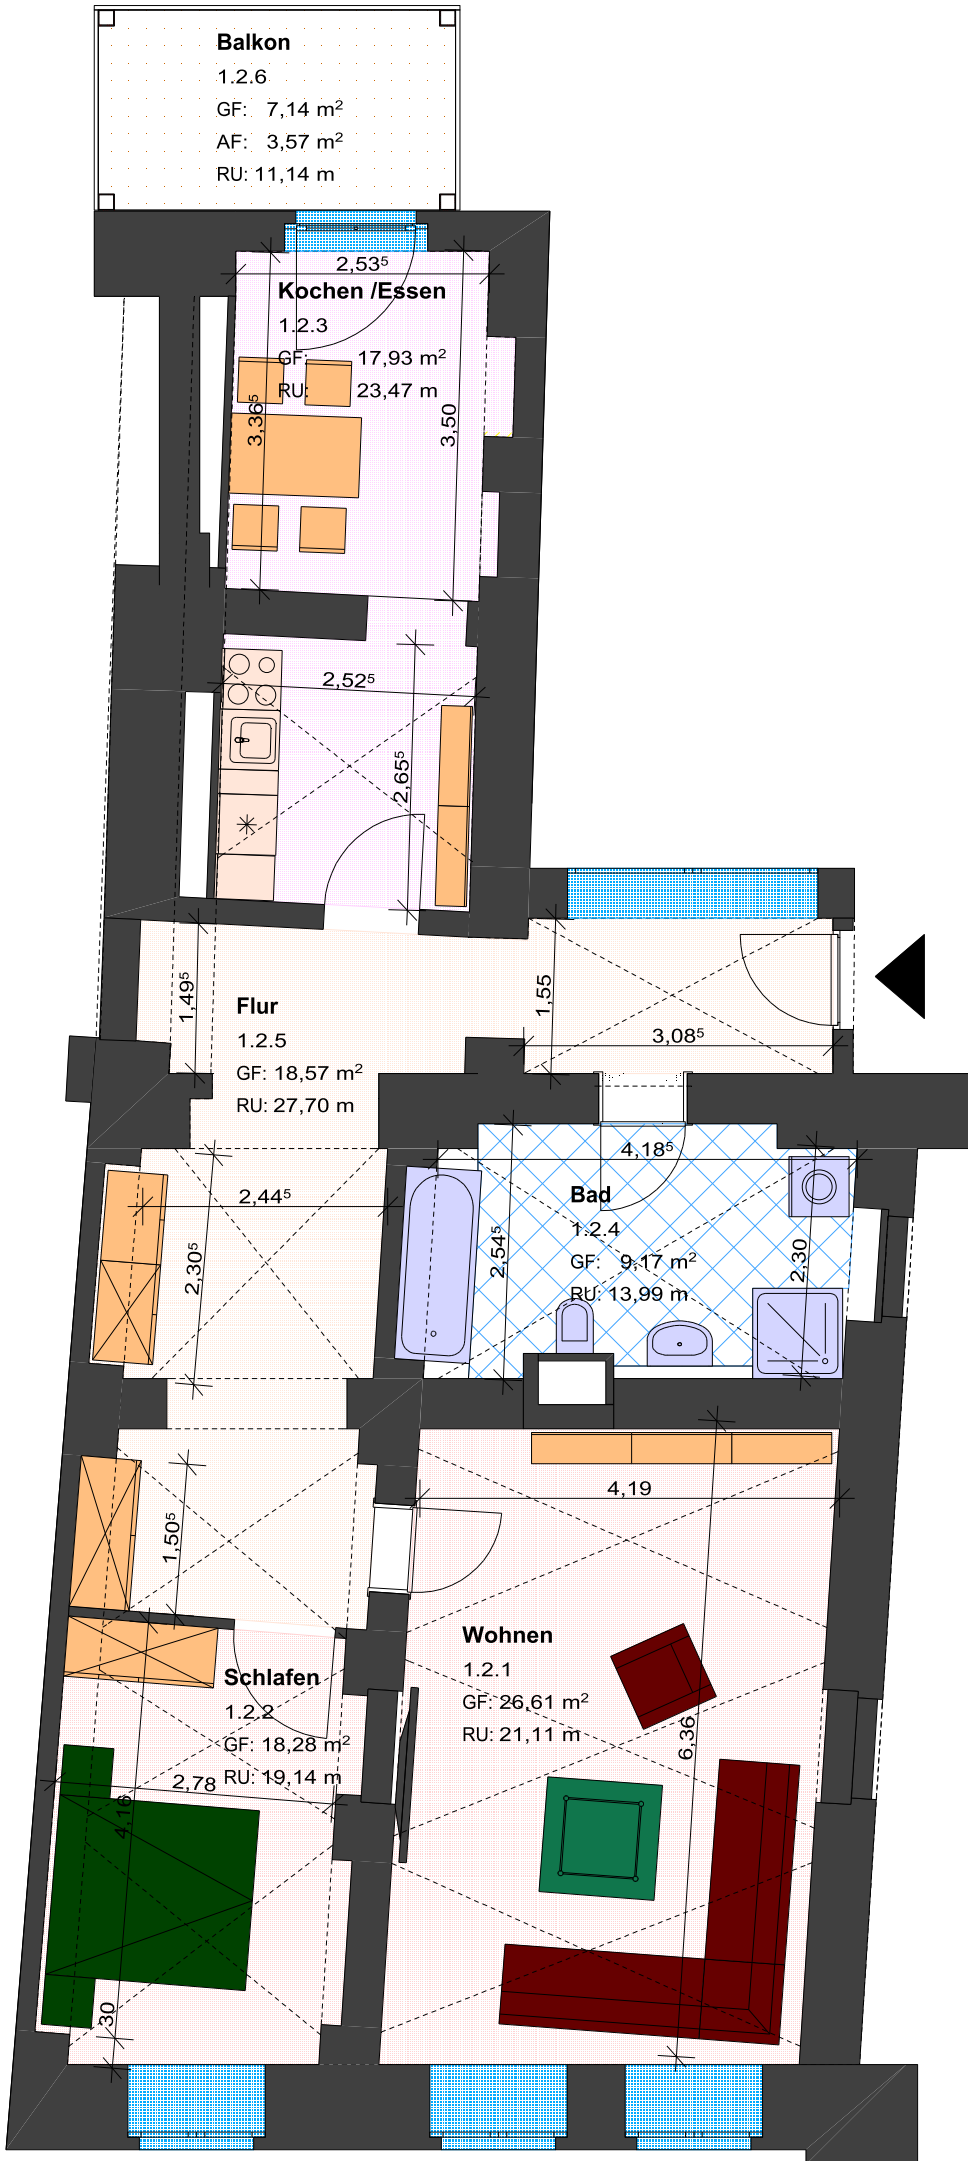 Balkon
1.2.6
GF: 7,14 m²
AF: 3,57 m²
RU: 11,14 m
2,53⁵
Kochen /Essen
1.2.3
GF: 17,93 m²
RU: 23,47 m
3,36⁵
3,50
2,52⁵
2,65⁵
1,49⁵
Flur
1.2.5
GF: 18,57 m²
RU: 27,70 m
1,55
3,08⁵
2,44⁵
2,30⁵
4,18⁵
Bad
1.2.4
GF: 9,17 m²
RU: 13,99 m
2,54⁵
2,30
4,19
1,50⁵
Wohnen
1.2.1
GF: 26,61 m²
RU: 21,11 m
6,36
Schlafen
1.2.2
GF: 18,28 m²
RU: 19,14 m
2,78
4,16
30